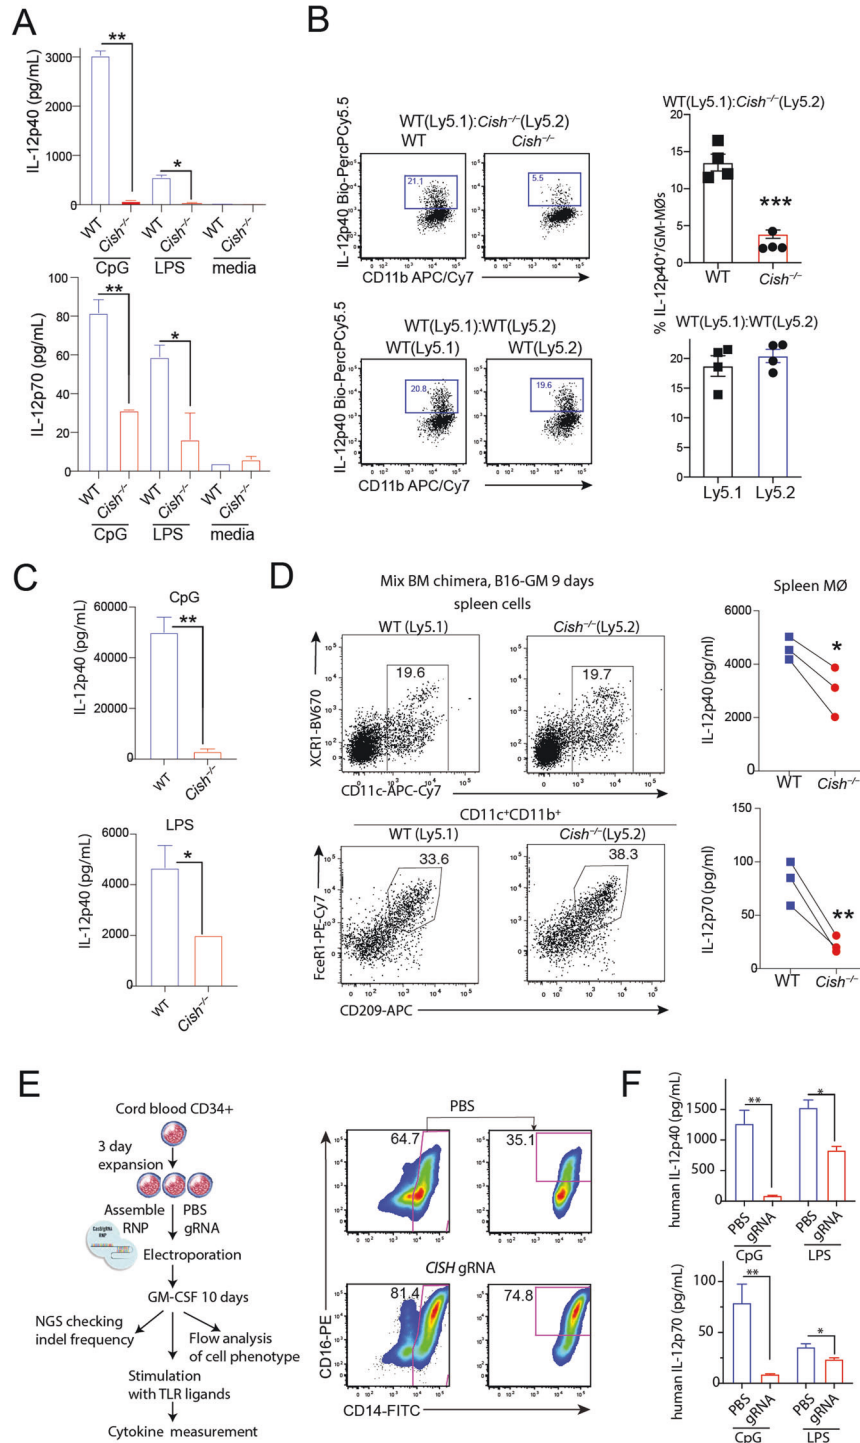 A
IL-12p40 (pg/mL)
3000
1000
0
**
*
WT
Cish⁻/⁻
WT
Cish⁻/⁻
WT
Cish⁻/⁻
CpG
LPS
media
IL-12p70 (pg/mL)
100
80
60
40
20
0
**
*
WT
Cish⁻/⁻
WT
Cish⁻/⁻
WT
Cish⁻/⁻
CpG
LPS
media
B
WT(Ly5.1):Cish⁻/⁻(Ly5.2)
WT
Cish⁻/⁻
IL-12p40 Bio-PercPCy5.5
21.1
5.5
CD11b APC/Cy7
WT(Ly5.1):WT(Ly5.2)
WT(Ly5.1)
WT(Ly5.2)
IL-12p40 Bio-PercPCy5.5
20.8
19.6
CD11b APC/Cy7
WT(Ly5.1):Cish⁻/⁻(Ly5.2)
% IL-12p40⁺/GM-MØs
20
15
10
5
0
***
WT
Cish⁻/⁻
WT(Ly5.1):WT(Ly5.2)
20
15
10
5
0
Ly5.1
Ly5.2
C
CpG
IL-12p40 (pg/mL)
60000
40000
20000
0
**
WT
Cish⁻/⁻
LPS
IL-12p40 (pg/mL)
6000
4000
2000
0
*
WT
Cish⁻/⁻
D
Mix BM chimera, B16-GM 9 days
spleen cells
WT (Ly5.1)
Cish⁻/⁻(Ly5.2)
XCR1-BV670
19.6
19.7
CD11c-APC-Cy7
CD11c⁺CD11b⁺
WT (Ly5.1)
Cish⁻/⁻(Ly5.2)
FceR1-PE-Cy7
33.6
38.3
CD209-APC
Spleen MØ
IL-12p40 (pg/ml)
6000
4000
2000
0
*
WT
Cish⁻/⁻
IL-12p70 (pg/ml)
150
100
50
0
**
WT
Cish⁻/⁻
E
Cord blood CD34+
3 day
expansion
Assemble
RNP
PBS
gRNA
Electroporation
GM-CSF 10 days
NGS checking
indel frequency
Flow analysis
of cell phenotype
Stimulation
with TLR ligands
Cytokine measurement
PBS
64.7
35.1
CISH gRNA
81.4
74.8
CD16-PE
CD14-FITC
F
human IL-12p40 (pg/mL)
1500
1000
500
0
**
*
PBS
gRNA
PBS
gRNA
CpG
LPS
human IL-12p70 (pg/mL)
100
50
0
**
*
PBS
gRNA
PBS
gRNA
CpG
LPS